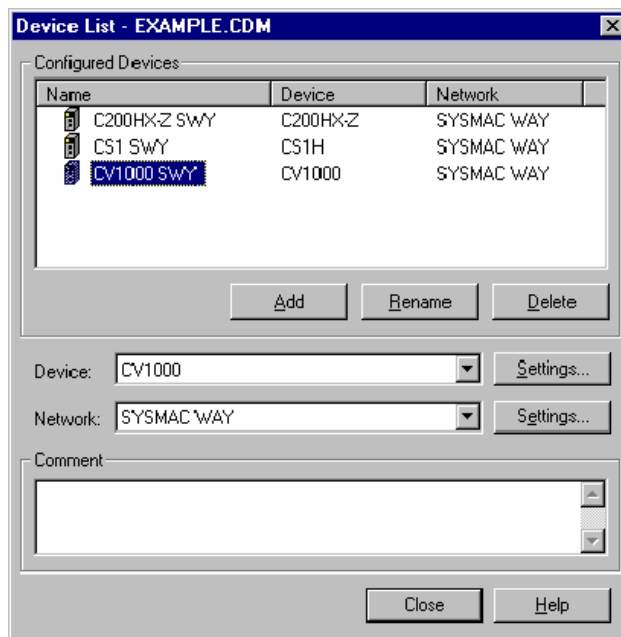 Device List - EXAMPLE.CDM
Configured Devices
Name Device Network
C200HX-Z SWY C200HX-Z SYSMAC WAY
CS1 SWY CS1H SYSMAC WAY
CV1000 SWY CV1000 SYSMAC WAY
Add Rename Delete
Device: CV1000 Settings...
Network: SYSMAC WAY Settings...
Comment
Close Help